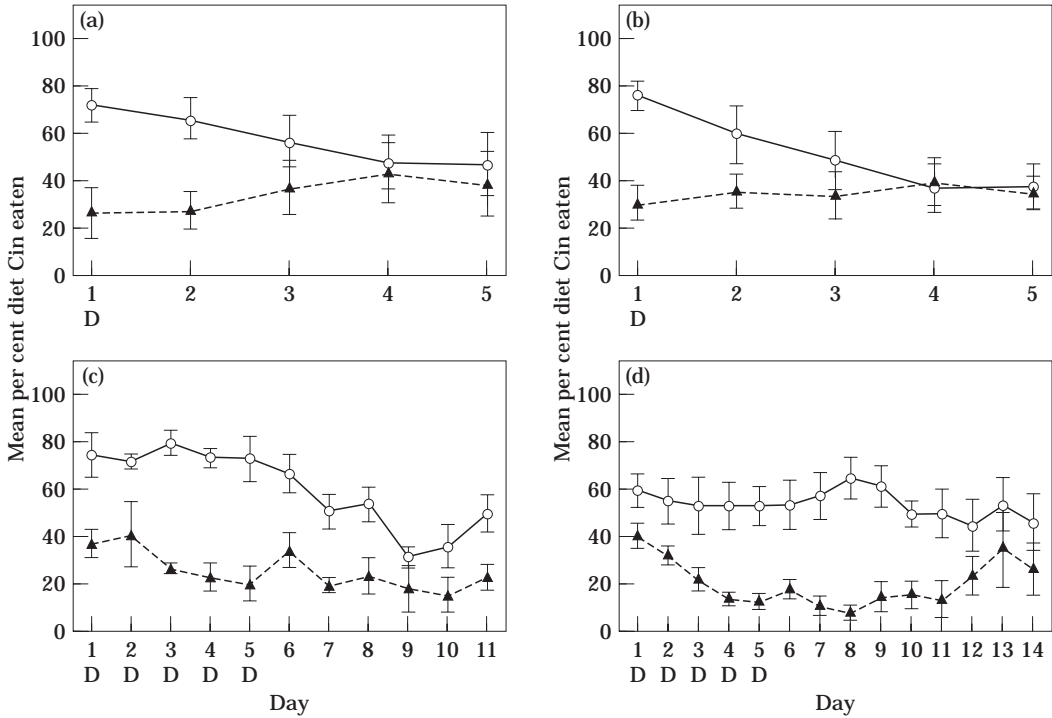 (a)
Mean per cent diet Cin eaten
100
80
60
40
20
0
1 2 3 4 5
D
(b)
Mean per cent diet Cin eaten
100
80
60
40
20
0
1 2 3 4 5
D
(c)
100
80
60
40
20
0
1 2 3 4 5 6 7 8 9 10 11
D D D D D
Day
(d)
100
80
60
40
20
0
1 2 3 4 5 6 7 8 9 10 11 12 13 14
D D D D D
Day